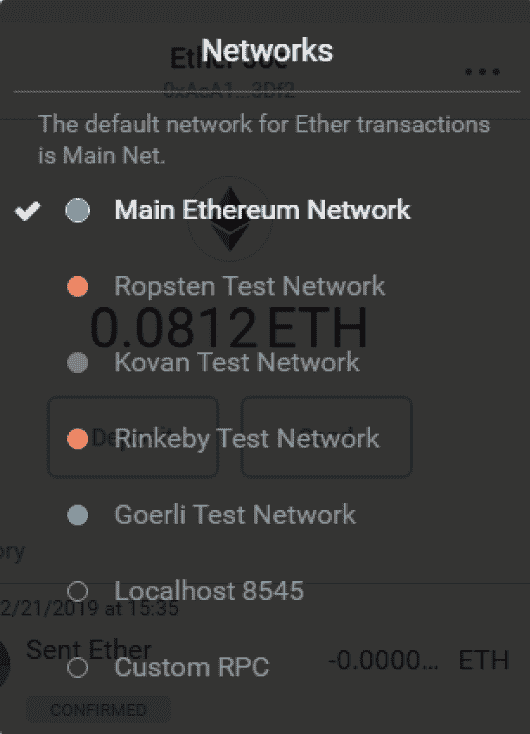 Networks
0xAcA1...3Df2
The default network for Ether transactions
is Main Net.
Main Ethereum Network
Ropsten Test Network
0.0812 ETH
Kovan Test Network
Rinkeby Test Network
Goerli Test Network
ory
Localhost 8545
2/21/2019 at 15:35
Sent Ether
-0.0000... ETH
Custom RPC
CONFIRMED